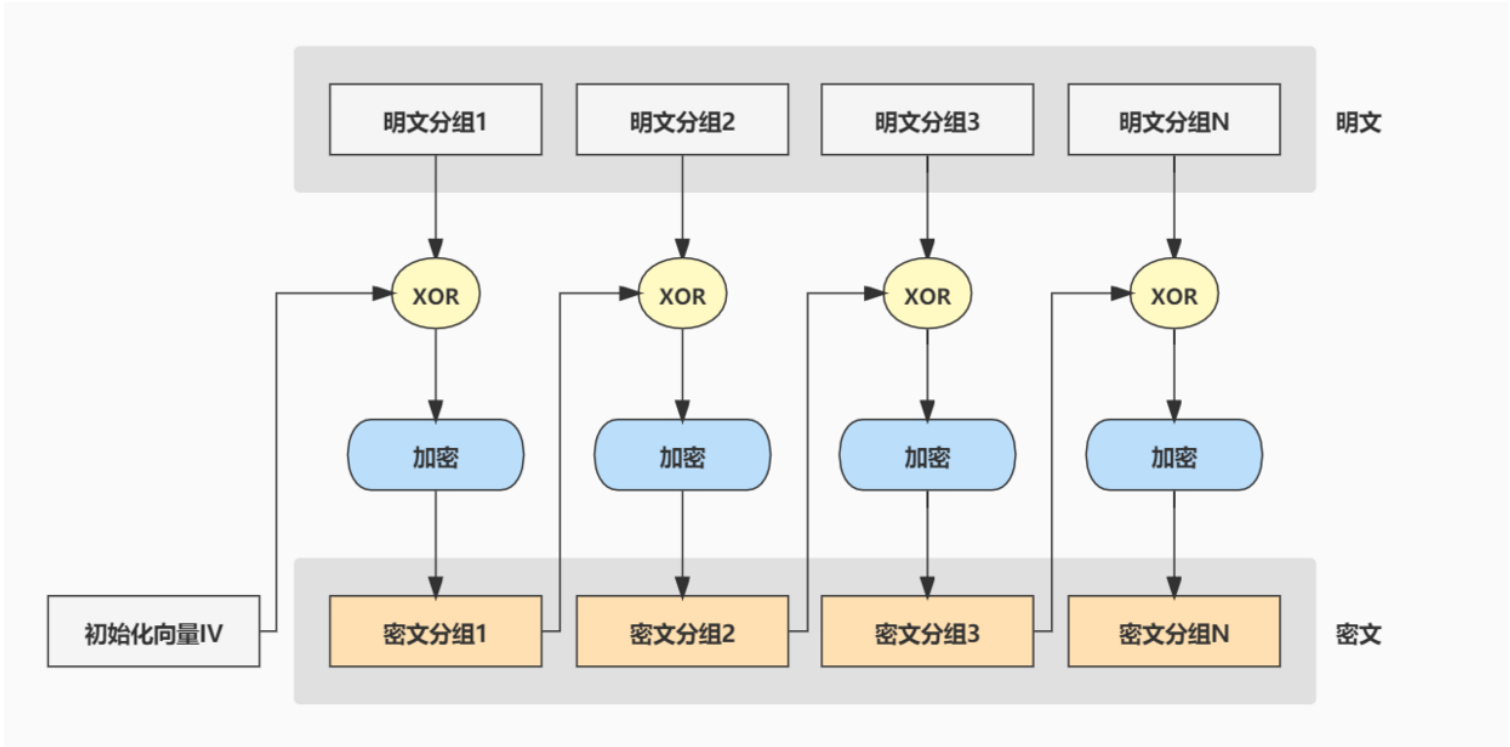 明文分组1
明文分组2
明文分组3
明文分组N
明文
XOR
XOR
XOR
XOR
加密
加密
加密
加密
初始化向量IV
密文分组1
密文分组2
密文分组3
密文分组N
密文